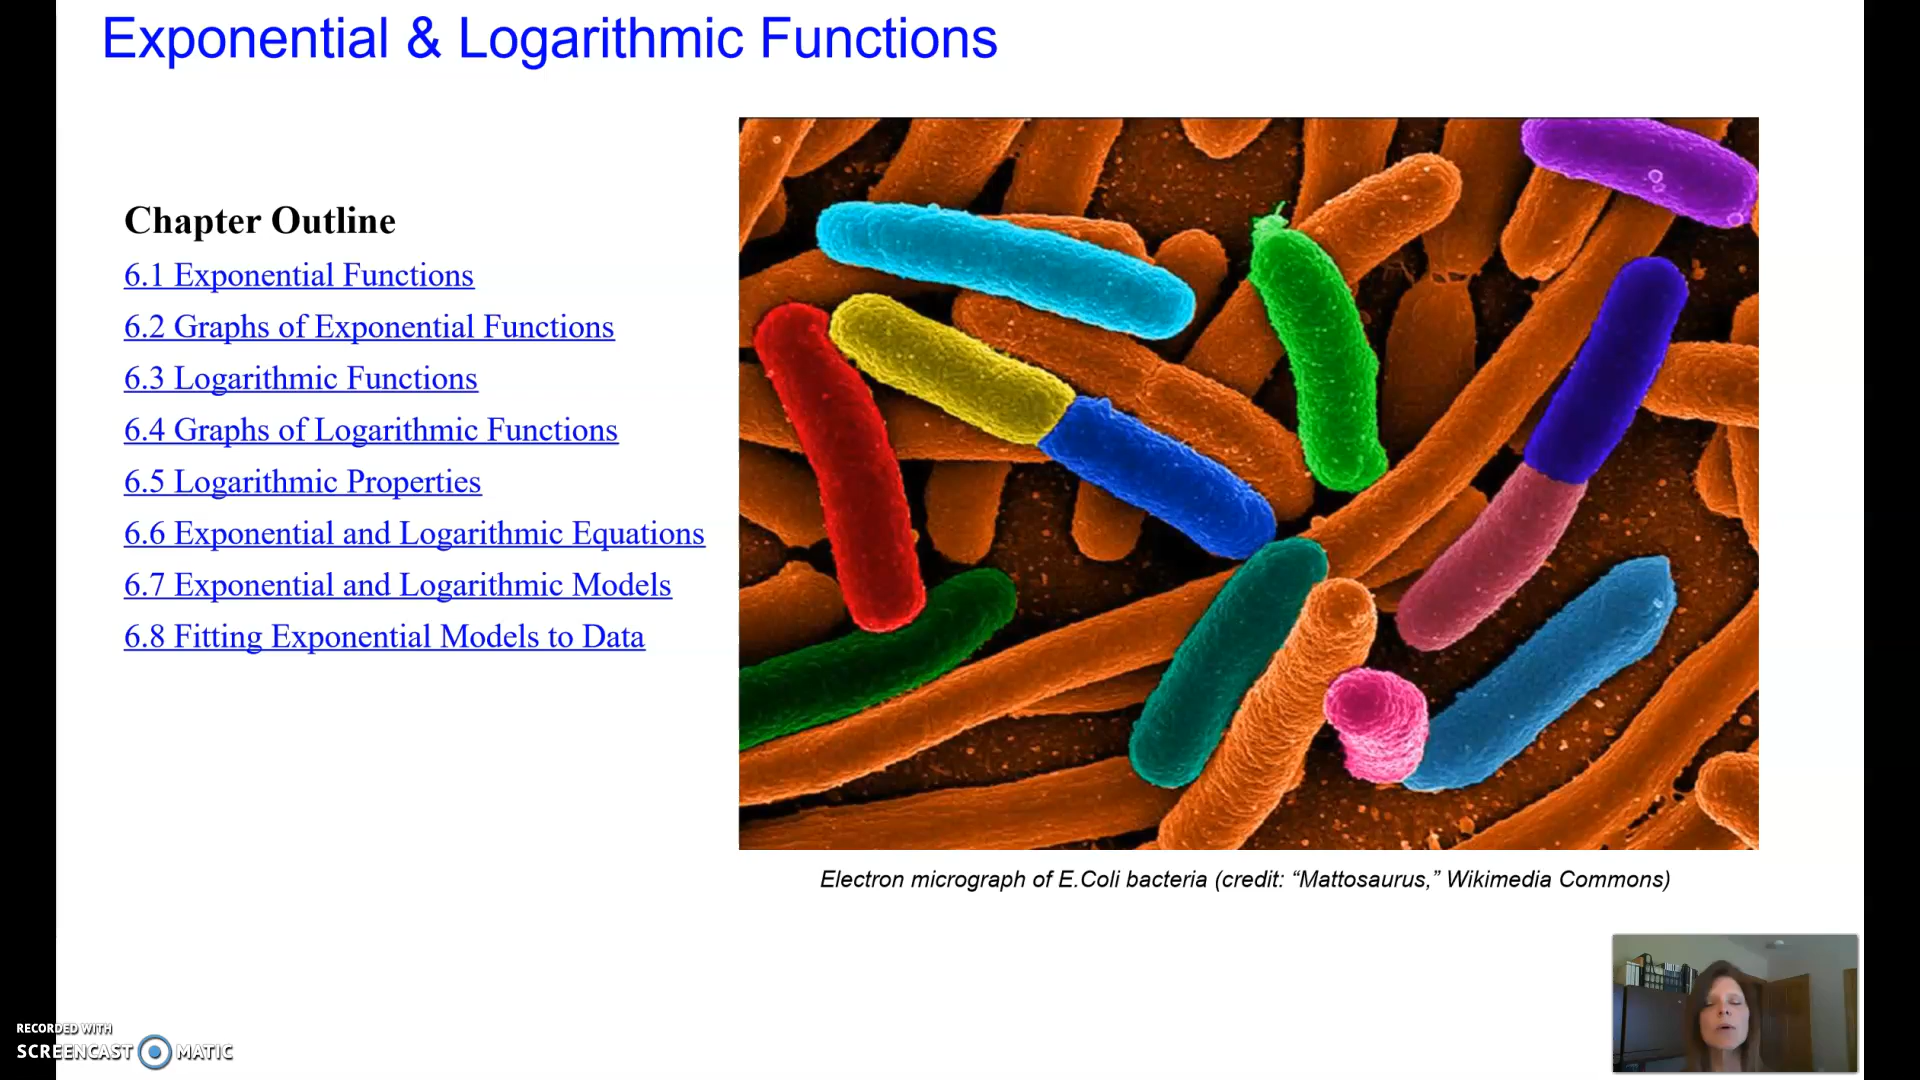 Exponential & Logarithmic Functions
Chapter Outline
6.1 Exponential Functions
6.2 Graphs of Exponential Functions
6.3 Logarithmic Functions
6.4 Graphs of Logarithmic Functions
6.5 Logarithmic Properties
6.6 Exponential and Logarithmic Equations
6.7 Exponential and Logarithmic Models
6.8 Fitting Exponential Models to Data
Electron micrograph of E.Coli bacteria (credit: “Mattosaurus,” Wikimedia Commons)
RECORDED WITH
SCREENCAST MATIC